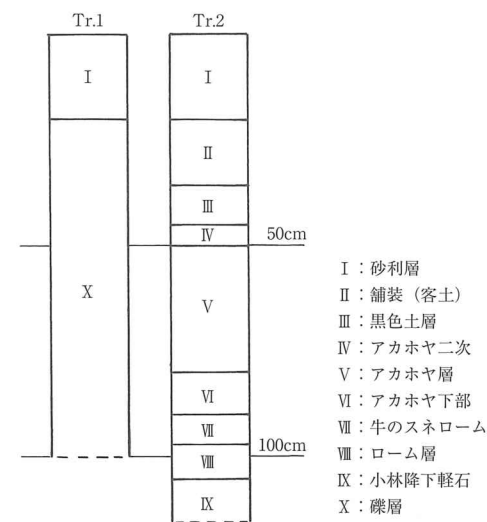 Tr.1
Tr.2
Ⅰ
Ⅰ
Ⅱ
Ⅲ
Ⅳ
50cm
Ⅹ
Ⅴ
Ⅵ
Ⅶ
100cm
Ⅷ
Ⅸ
Ⅰ：砂利層
Ⅱ：舗装（客土）
Ⅲ：黒色土層
Ⅳ：アカホヤ二次
Ⅴ：アカホヤ層
Ⅵ：アカホヤ下部
Ⅶ：牛のスネローム
Ⅷ：ローム層
Ⅸ：小林降下軽石
Ⅹ：礫層